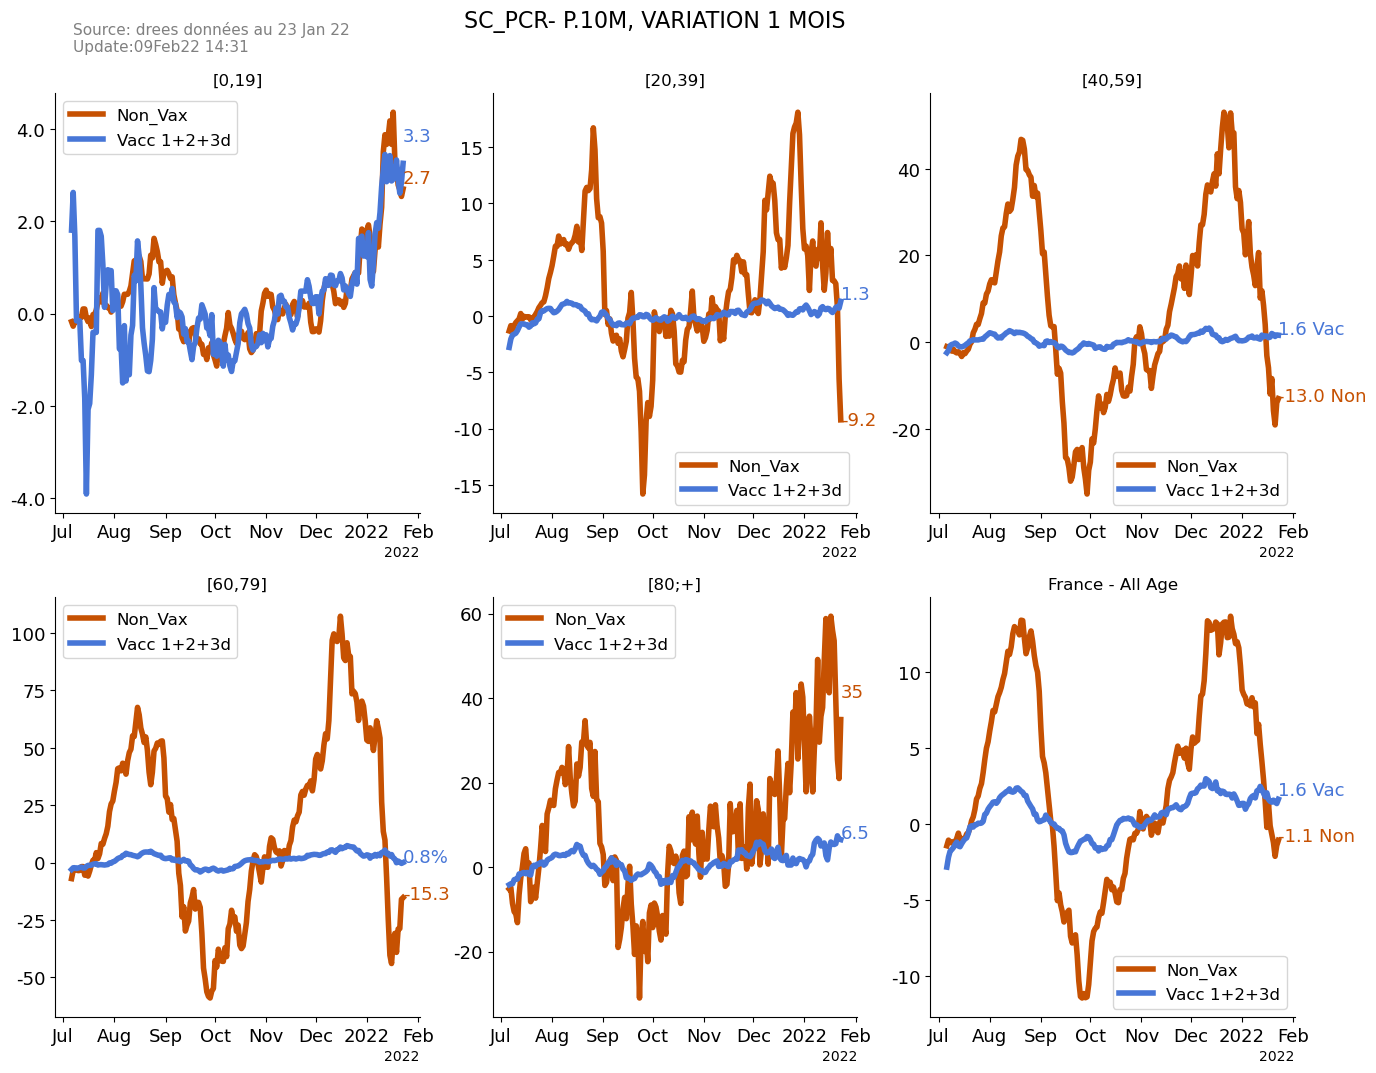 SC_PCR- P.10M, VARIATION 1 MOIS
Source: drees données au 23 Jan 22
Update:09Feb22 14:31
[0,19]
Non_Vax
Vacc 1+2+3d
3.3
2.7
4.0
2.0
0.0
-2.0
-4.0
Jul Aug Sep Oct Nov Dec 2022 Feb
2022
[20,39]
15
10
5
0
-5
-10
-15
1.3
-9.2
Non_Vax
Vacc 1+2+3d
Jul Aug Sep Oct Nov Dec 2022 Feb
2022
[40,59]
40
20
0
-20
1.6 Vac
-13.0 Non
Non_Vax
Vacc 1+2+3d
Jul Aug Sep Oct Nov Dec 2022 Feb
2022
[60,79]
Non_Vax
Vacc 1+2+3d
100
75
50
25
0
-25
-50
0.8%
-15.3
Jul Aug Sep Oct Nov Dec 2022 Feb
2022
[80;+]
Non_Vax
Vacc 1+2+3d
60
40
20
0
-20
35
6.5
Jul Aug Sep Oct Nov Dec 2022 Feb
2022
France - All Age
10
5
0
-5
-10
1.6 Vac
-1.1 Non
Non_Vax
Vacc 1+2+3d
Jul Aug Sep Oct Nov Dec 2022 Feb
2022